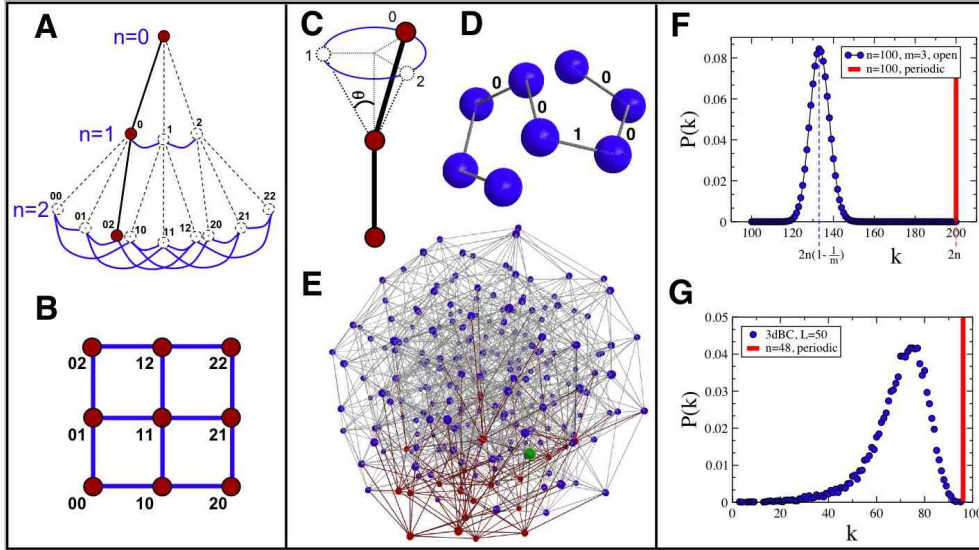 A
n=0
n=1
0
1
2
n=2
00
01
02
10
11
12
20
21
22
B
02
12
22
01
11
21
00
10
20
C
0
1
2
θ
D
0
0
0
1
0
E
F
P(k)
0.08
0.06
0.04
0.02
0
n=100, m=3, open
n=100, periodic
100
120
140
160
180
200
2n(1-1/m)
k
2n
G
P(k)
0.05
0.04
0.03
0.02
0.01
0
3dBC, L=50
n=48, periodic
0
20
40
60
80
100
k